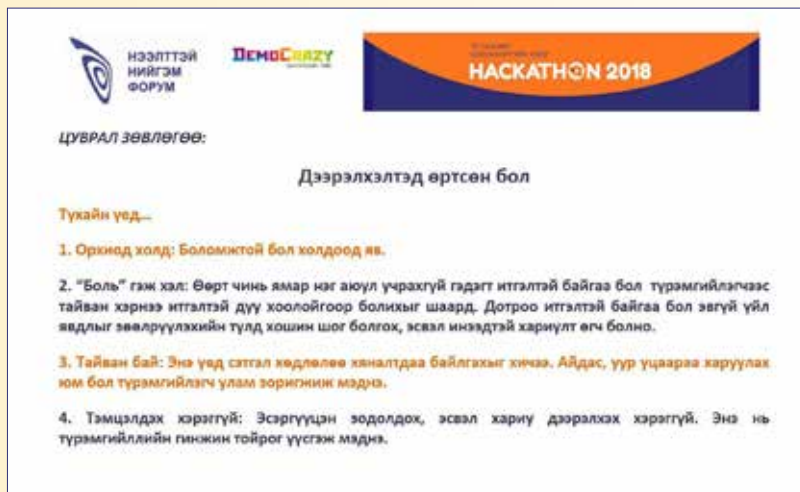 НЭЭЛТТЭЙ
НИЙГЭМ
ФОРУМ
DEMOCRAZY
HACKATHON 2018
ЦУВРАЛ ЗӨВЛӨГӨӨ:
Дээрэлхэлтэд өртсөн бол
Тухайн үед...
1. Орхиод холд: Боломжтой бол холдоод яв.
2. "Боль" гэж хэл: Өөрт чинь ямар нэг аюул учрахгүй гэдэгт итгэлтэй байгаа бол түрэмгийлэгчээс
тайван хэрнээ итгэлтэй дуу хоолойгоор болихыг шаард. Дотроо итгэлтэй байгаа бол эвгүй үйл
явдлыг зөөлрүүлэхийн түлд хошин шог болгох, эсвэл инээдтэй хариулт өгч болно.
3. Тайван бай: Энэ үед сэтгэл хөдлөлөө хяналтдаа байлгахыг хичээ. Айдас, уур уцаараа харуулах
юм бол түрэмгийлэгч улам зоригжиж мэднэ.
4. Тэмцэлдэх хэрэггүй: Эсэргүүцэн зодолдох, эсвэл хариу дээрэлхэх хэрэггүй. Энэ нь
түрэмгийллийн гинжин тойрог үүсгэж мэднэ.